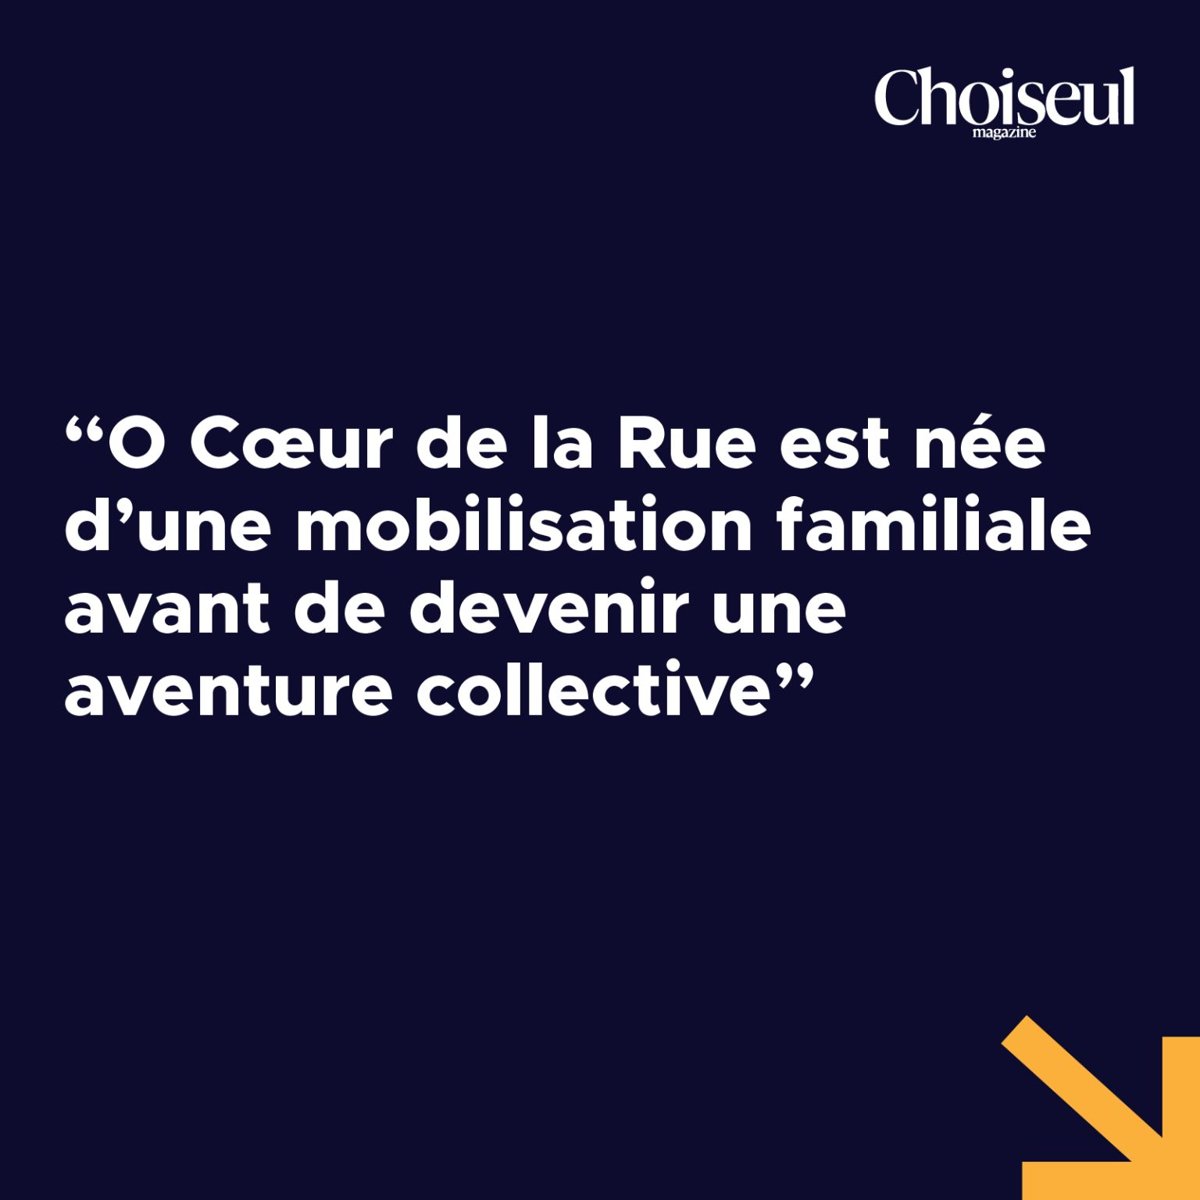 Choiseul
magazine
“O Cœur de la Rue est née
d’une mobilisation familiale
avant de devenir une
aventure collective”